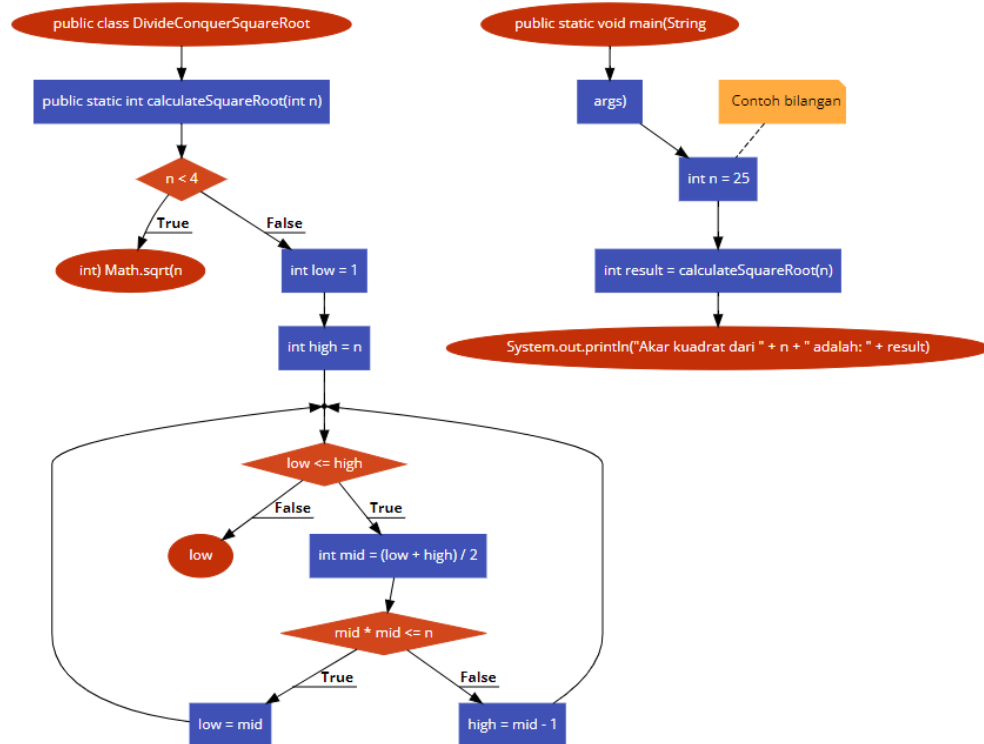 public class DivideConquerSquareRoot
public static int calculateSquareRoot(int n)
n < 4
True
False
int) Math.sqrt(n
int low = 1
int high = n
low <= high
False
True
low
int mid = (low + high) / 2
mid * mid <= n
True
False
low = mid
high = mid - 1
public static void main(String
args)
Contoh bilangan
int n = 25
int result = calculateSquareRoot(n)
System.out.println("Akar kuadrat dari " + n + " adalah: " + result)